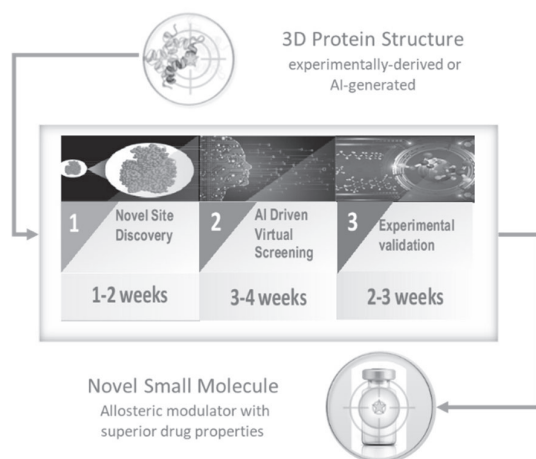 3D Protein Structure
experimentally-derived or
AI-generated
1
Novel Site
Discovery
2
AI Driven
Virtual
Screening
3
Experimental
validation
1-2 weeks
3-4 weeks
2-3 weeks
Novel Small Molecule
Allosteric modulator with
superior drug properties